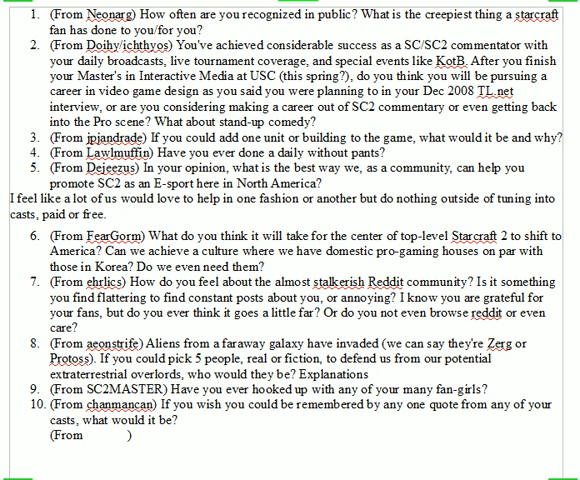 1. (From Neonarg) How often are you recognized in public? What is the creepiest thing a starcraft
fan has done to you/for you?
2. (From Doihy/ichthyos) You've achieved considerable success as a SC/SC2 commentator with
your daily broadcasts, live tournament coverage, and special events like KotB. After you finish
your Master's in Interactive Media at USC (this spring?), do you think you will be pursuing a
career in video game design as you said you were planning to in your Dec 2008 TL.net
interview, or are you considering making a career out of SC2 commentary or even getting back
into the Pro scene? What about stand-up comedy?
3. (From jpjandrade) If you could add one unit or building to the game, what would it be and why?
4. (From Lawlmuffin) Have you ever done a daily without pants?
5. (From Dejeezus) In your opinion, what is the best way we, as a community, can help you
promote SC2 as an E-sport here in North America?
I feel like a lot of us would love to help in one fashion or another but do nothing outside of tuning into
casts, paid or free.
6. (From FearGorm) What do you think it will take for the center of top-level Starcraft 2 to shift to
America? Can we achieve a culture where we have domestic pro-gaming houses on par with
those in Korea? Do we even need them?
7. (From ehrlics) How do you feel about the almost stalkerish Reddit community? Is it something
you find flattering to find constant posts about you, or annoying? I know you are grateful for
your fans, but do you ever think it goes a little far? Or do you not even browse reddit or even
care?
8. (From aeonstrife) Aliens from a faraway galaxy have invaded (we can say they're Zerg or
Protoss). If you could pick 5 people, real or fiction, to defend us from our potential
extraterrestrial overlords, who would they be? Explanations
9. (From SC2MASTER) Have you ever hooked up with any of your many fan-girls?
10. (From chanmancan) If you wish you could be remembered by any one quote from any of your
casts, what would it be?
(From )